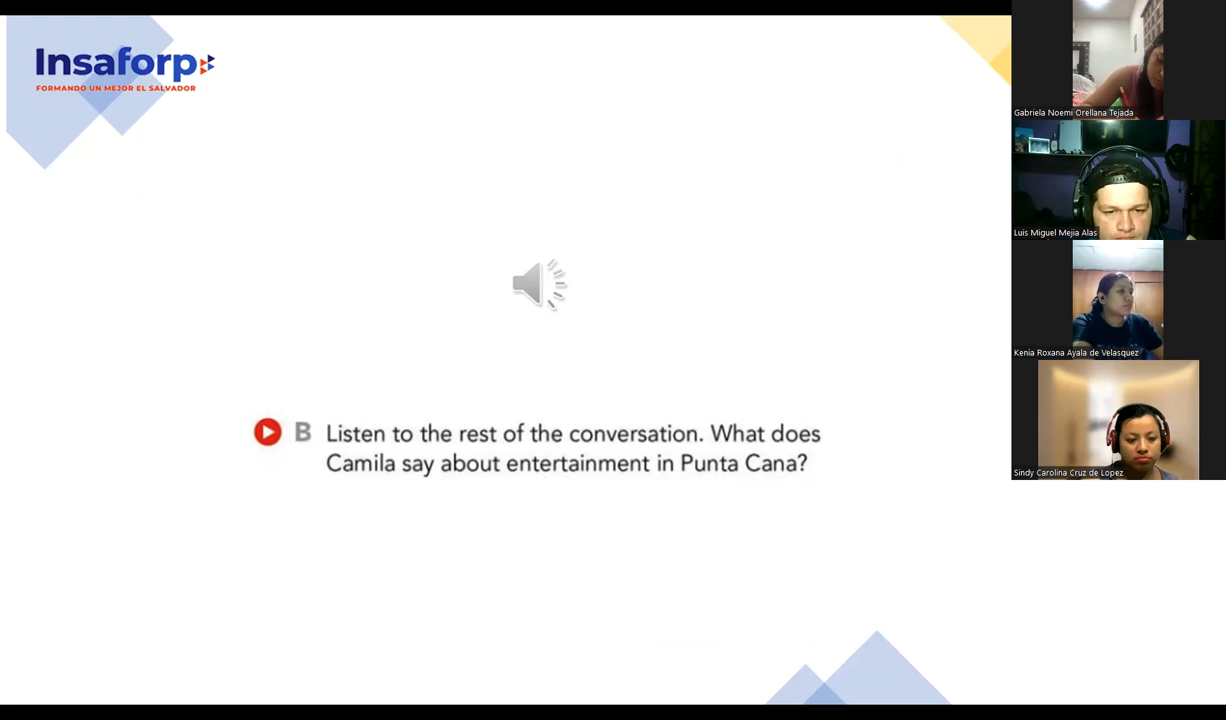 Insaforp
FORMANDO UN MEJOR EL SALVADOR
B Listen to the rest of the conversation. What does
Camila say about entertainment in Punta Cana?
Gabriela Noemi Orellana Tejada
Luis Miguel Mejia Alas
Kenia Roxana Ayala de Velasquez
Sindy Carolina Cruz de Lopez